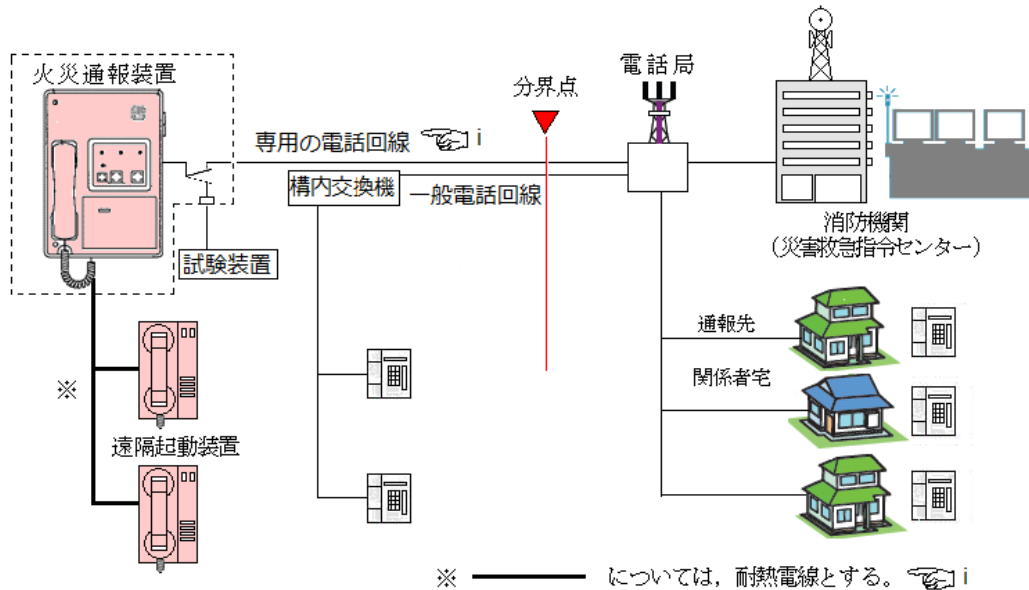 火災通報装置
電話局
分界点
専用の電話回線 ☜ i
構内交換機
一般電話回線
試験装置
消防機関
(災害救急指令センター)
通報先
関係者宅
※
遠隔起動装置
※ ━━━ については，耐熱電線とする。 ☜ i